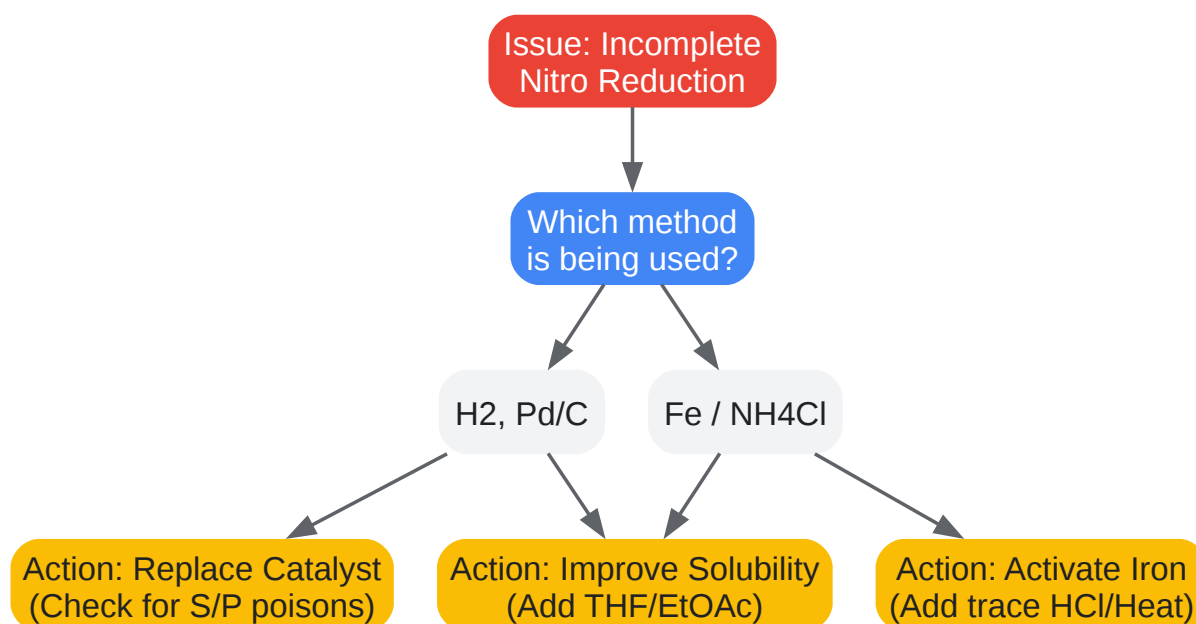 Issue: Incomplete
Nitro Reduction
Which method
is being used?
H2, Pd/C
Fe / NH4Cl
Action: Replace Catalyst
(Check for S/P poisons)
Action: Improve Solubility
(Add THF/EtOAc)
Action: Activate Iron
(Add trace HCl/Heat)